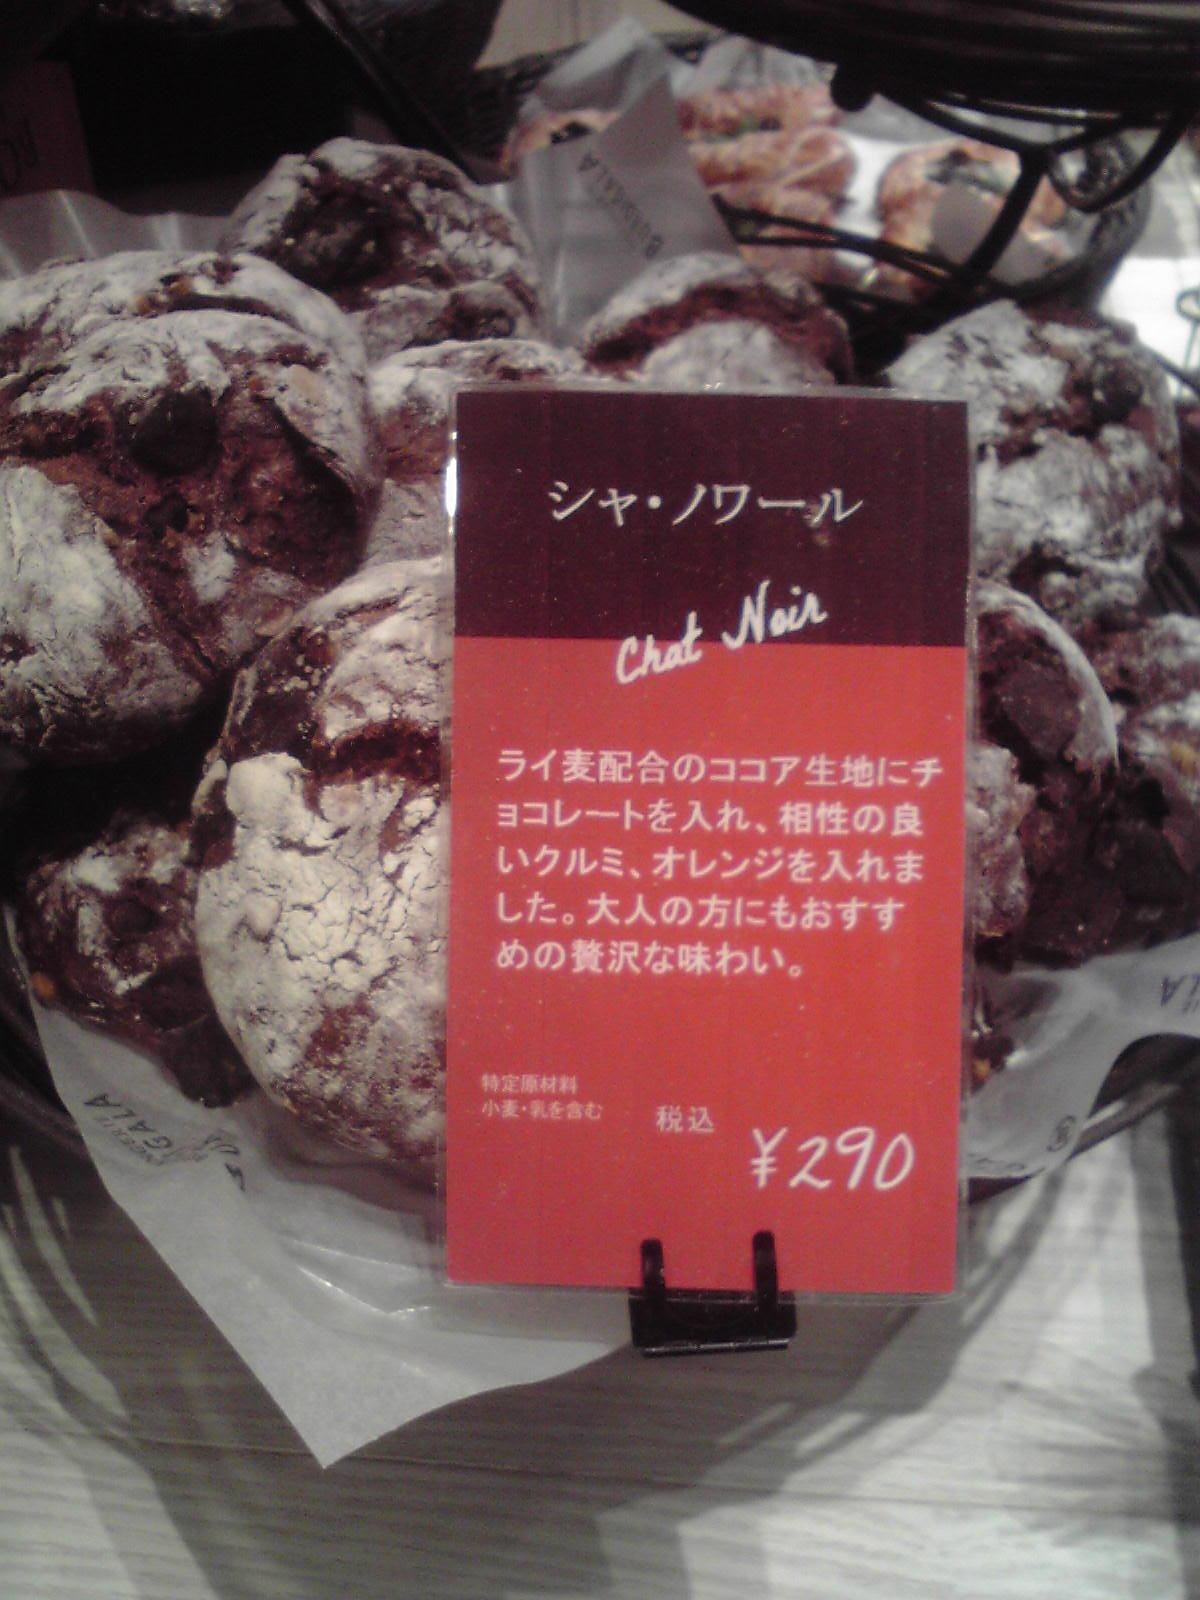 シャ・ノワール
Chat Noir
ライ麦配合のココア生地にチ
ョコレートを入れ、相性の良
いクルミ、オレンジを入れま
した。大人の方にもおすす
めの贅沢な味わい。
特定原材料
小麦・乳を含む
税込
¥290